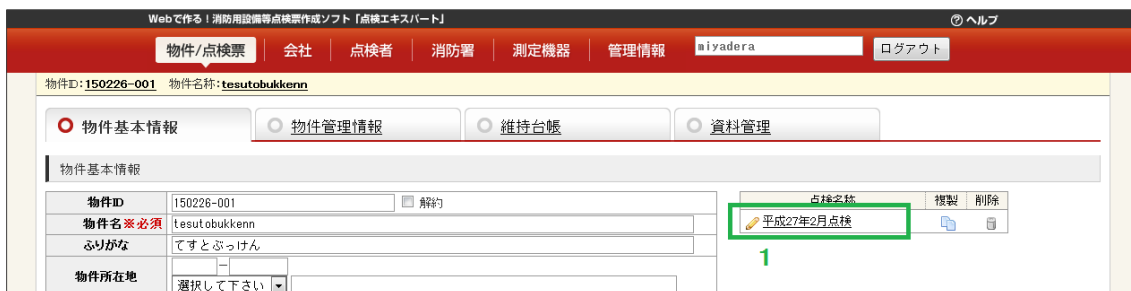 Webで作る！消防用設備等点検票作成ソフト「点検エキスパート」 ? ヘルプ
物件/点検票 会社 点検者 消防署 測定機器 管理情報 miyadera ログアウト
物件ID:150226-001 物件名称:tesutobukkenn
物件基本情報 物件管理情報 維持台帳 資料管理
物件基本情報
物件ID 150226-001 解約 点検名称 複製 削除
物件名※必須 tesutobukkenn 平成27年2月点検
ふりがな てすとぶっけん
1
物件所在地 －
選択して下さい